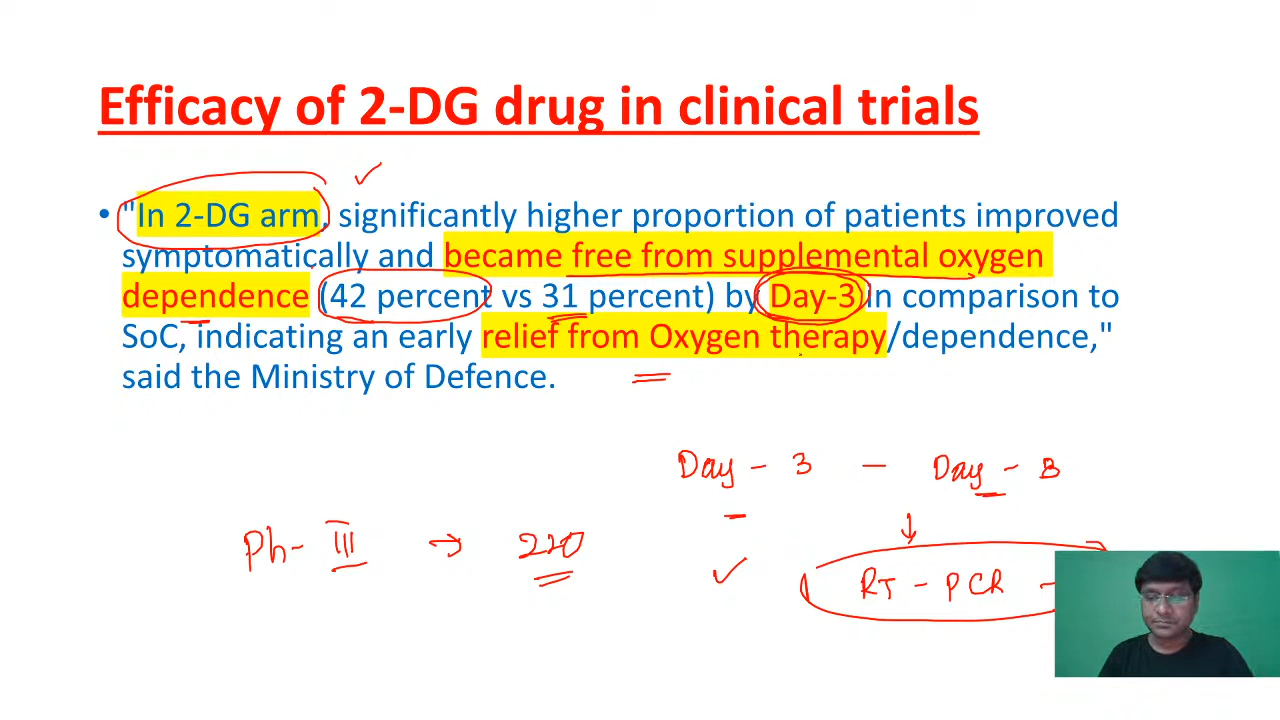 Efficacy of 2-DG drug in clinical trials
• "In 2-DG arm, significantly higher proportion of patients improved
symptomatically and became free from supplemental oxygen
dependence (42 percent vs 31 percent) by Day-3 in comparison to
SoC, indicating an early relief from Oxygen therapy/dependence,"
said the Ministry of Defence.
Day - 3 - Day - 8
Ph- III → 220
RT - PCR -